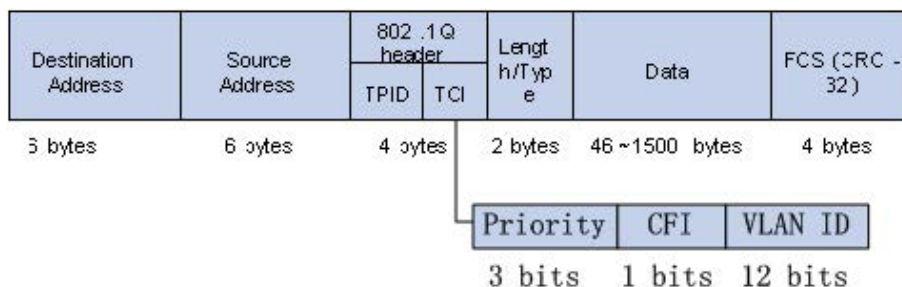 Destination
Address
Source
Address
802 .1Q
header
TPID
TCI
Lengt
h/Typ
e
Data
FCS (CRC -
32)
6 bytes
6 bytes
4 bytes
2 bytes
46 ~1500 bytes
4 bytes
Priority
CFI
VLAN ID
3 bits
1 bits
12 bits